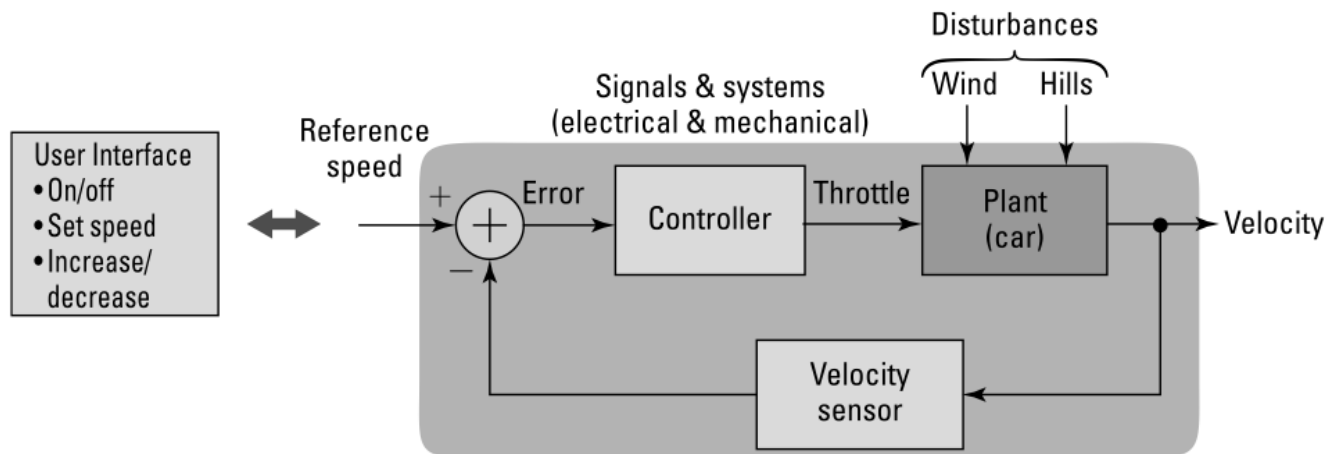 Disturbances
Wind Hills
Signals & systems
(electrical & mechanical)
Reference
speed
User Interface
• On/off
• Set speed
• Increase/
decrease
+
Error
+
−
Controller
Throttle
Plant
(car)
Velocity
Velocity
sensor